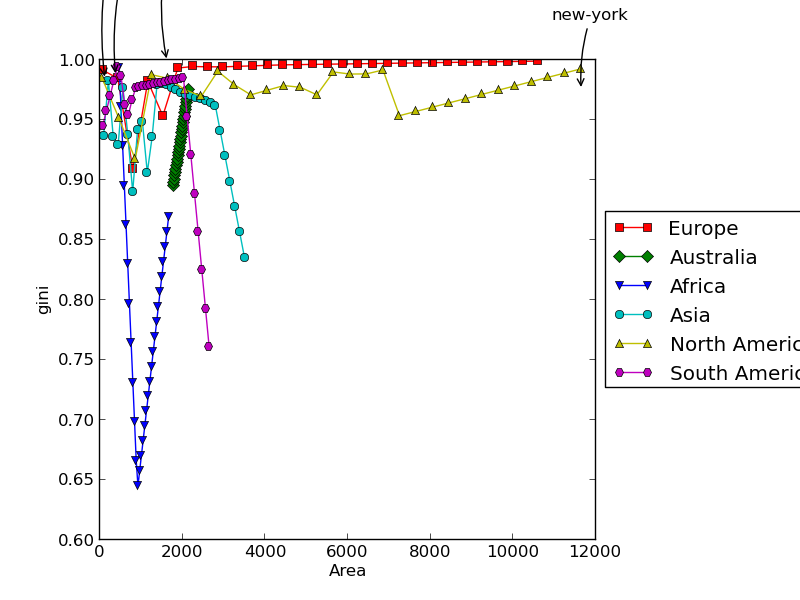 new-york
1.00
0.95
0.90
0.85
0.80
0.75
0.70
0.65
0.60
gini
0
2000
4000
6000
8000
10000
12000
Area
Europe
Australia
Africa
Asia
North Americ
South Americ